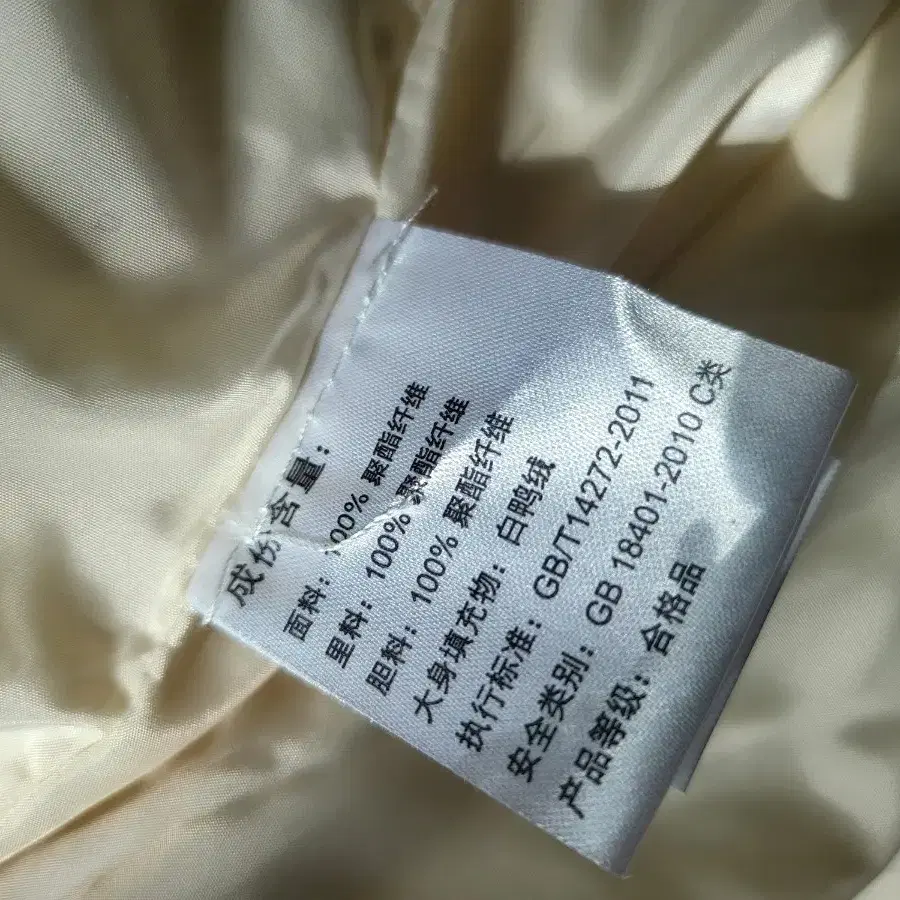 成份含量：
面料：100% 聚酯纤维
里料：100% 聚酯纤维
胆料：100% 聚酯纤维
大身填充物：白鸭绒
执行标准：GB/T14272-2011
安全类别：GB 18401-2010 C类
产品等级：合格品